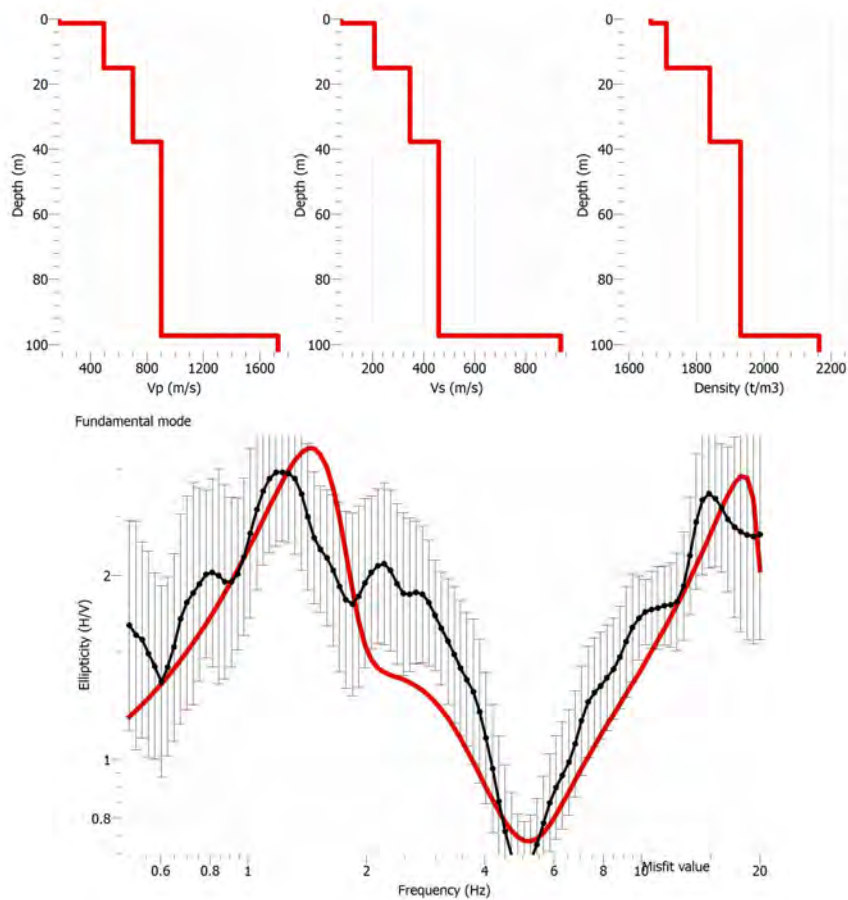 0 0 0
20 20 20
40 40 40
60 60 60
80 80 80
100 100 100
Depth (m) Depth (m) Depth (m)
400 800 1200 1600 200 400 600 800 1600 1800 2000 2200
Vp (m/s) Vs (m/s) Density (t/m3)
Fundamental mode
2
Ellipticity (H/V)
1
0.8
Misfit value
0.6 0.8 1 2 4 6 8 10 20
Frequency (Hz)